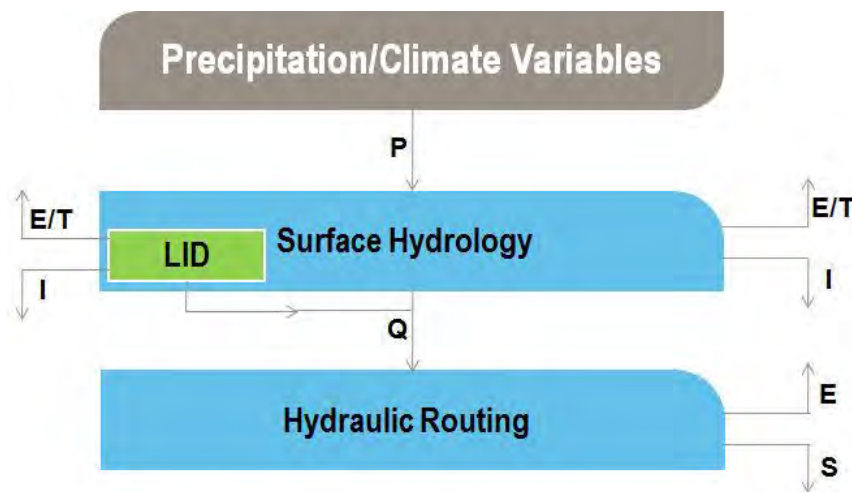 Precipitation/Climate Variables
P
E/T
E/T
LID
Surface Hydrology
I
I
Q
E
Hydraulic Routing
S